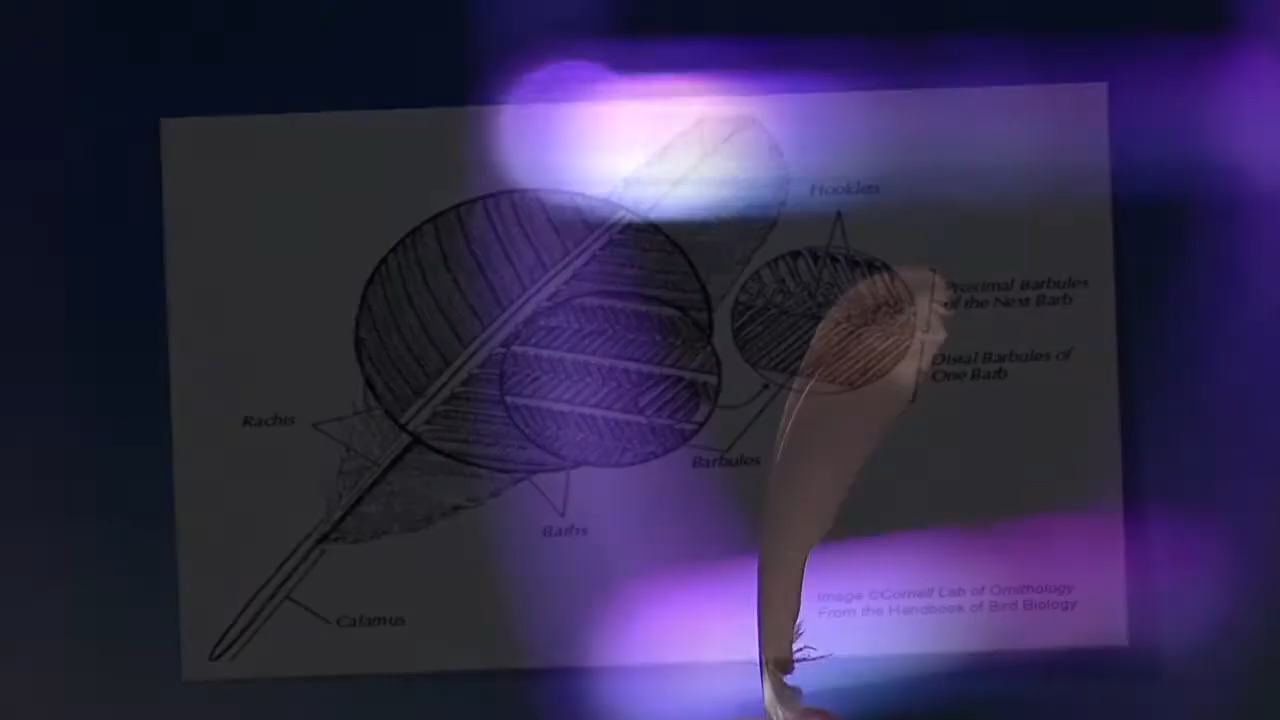 Hooklets
Proximal Barbules
of the Next Barb
Distal Barbules of
One Barb
Rachis
Barbules
Barbs
Calamus
Image ©Cornell Lab of Ornithology
From the Handbook of Bird Biology